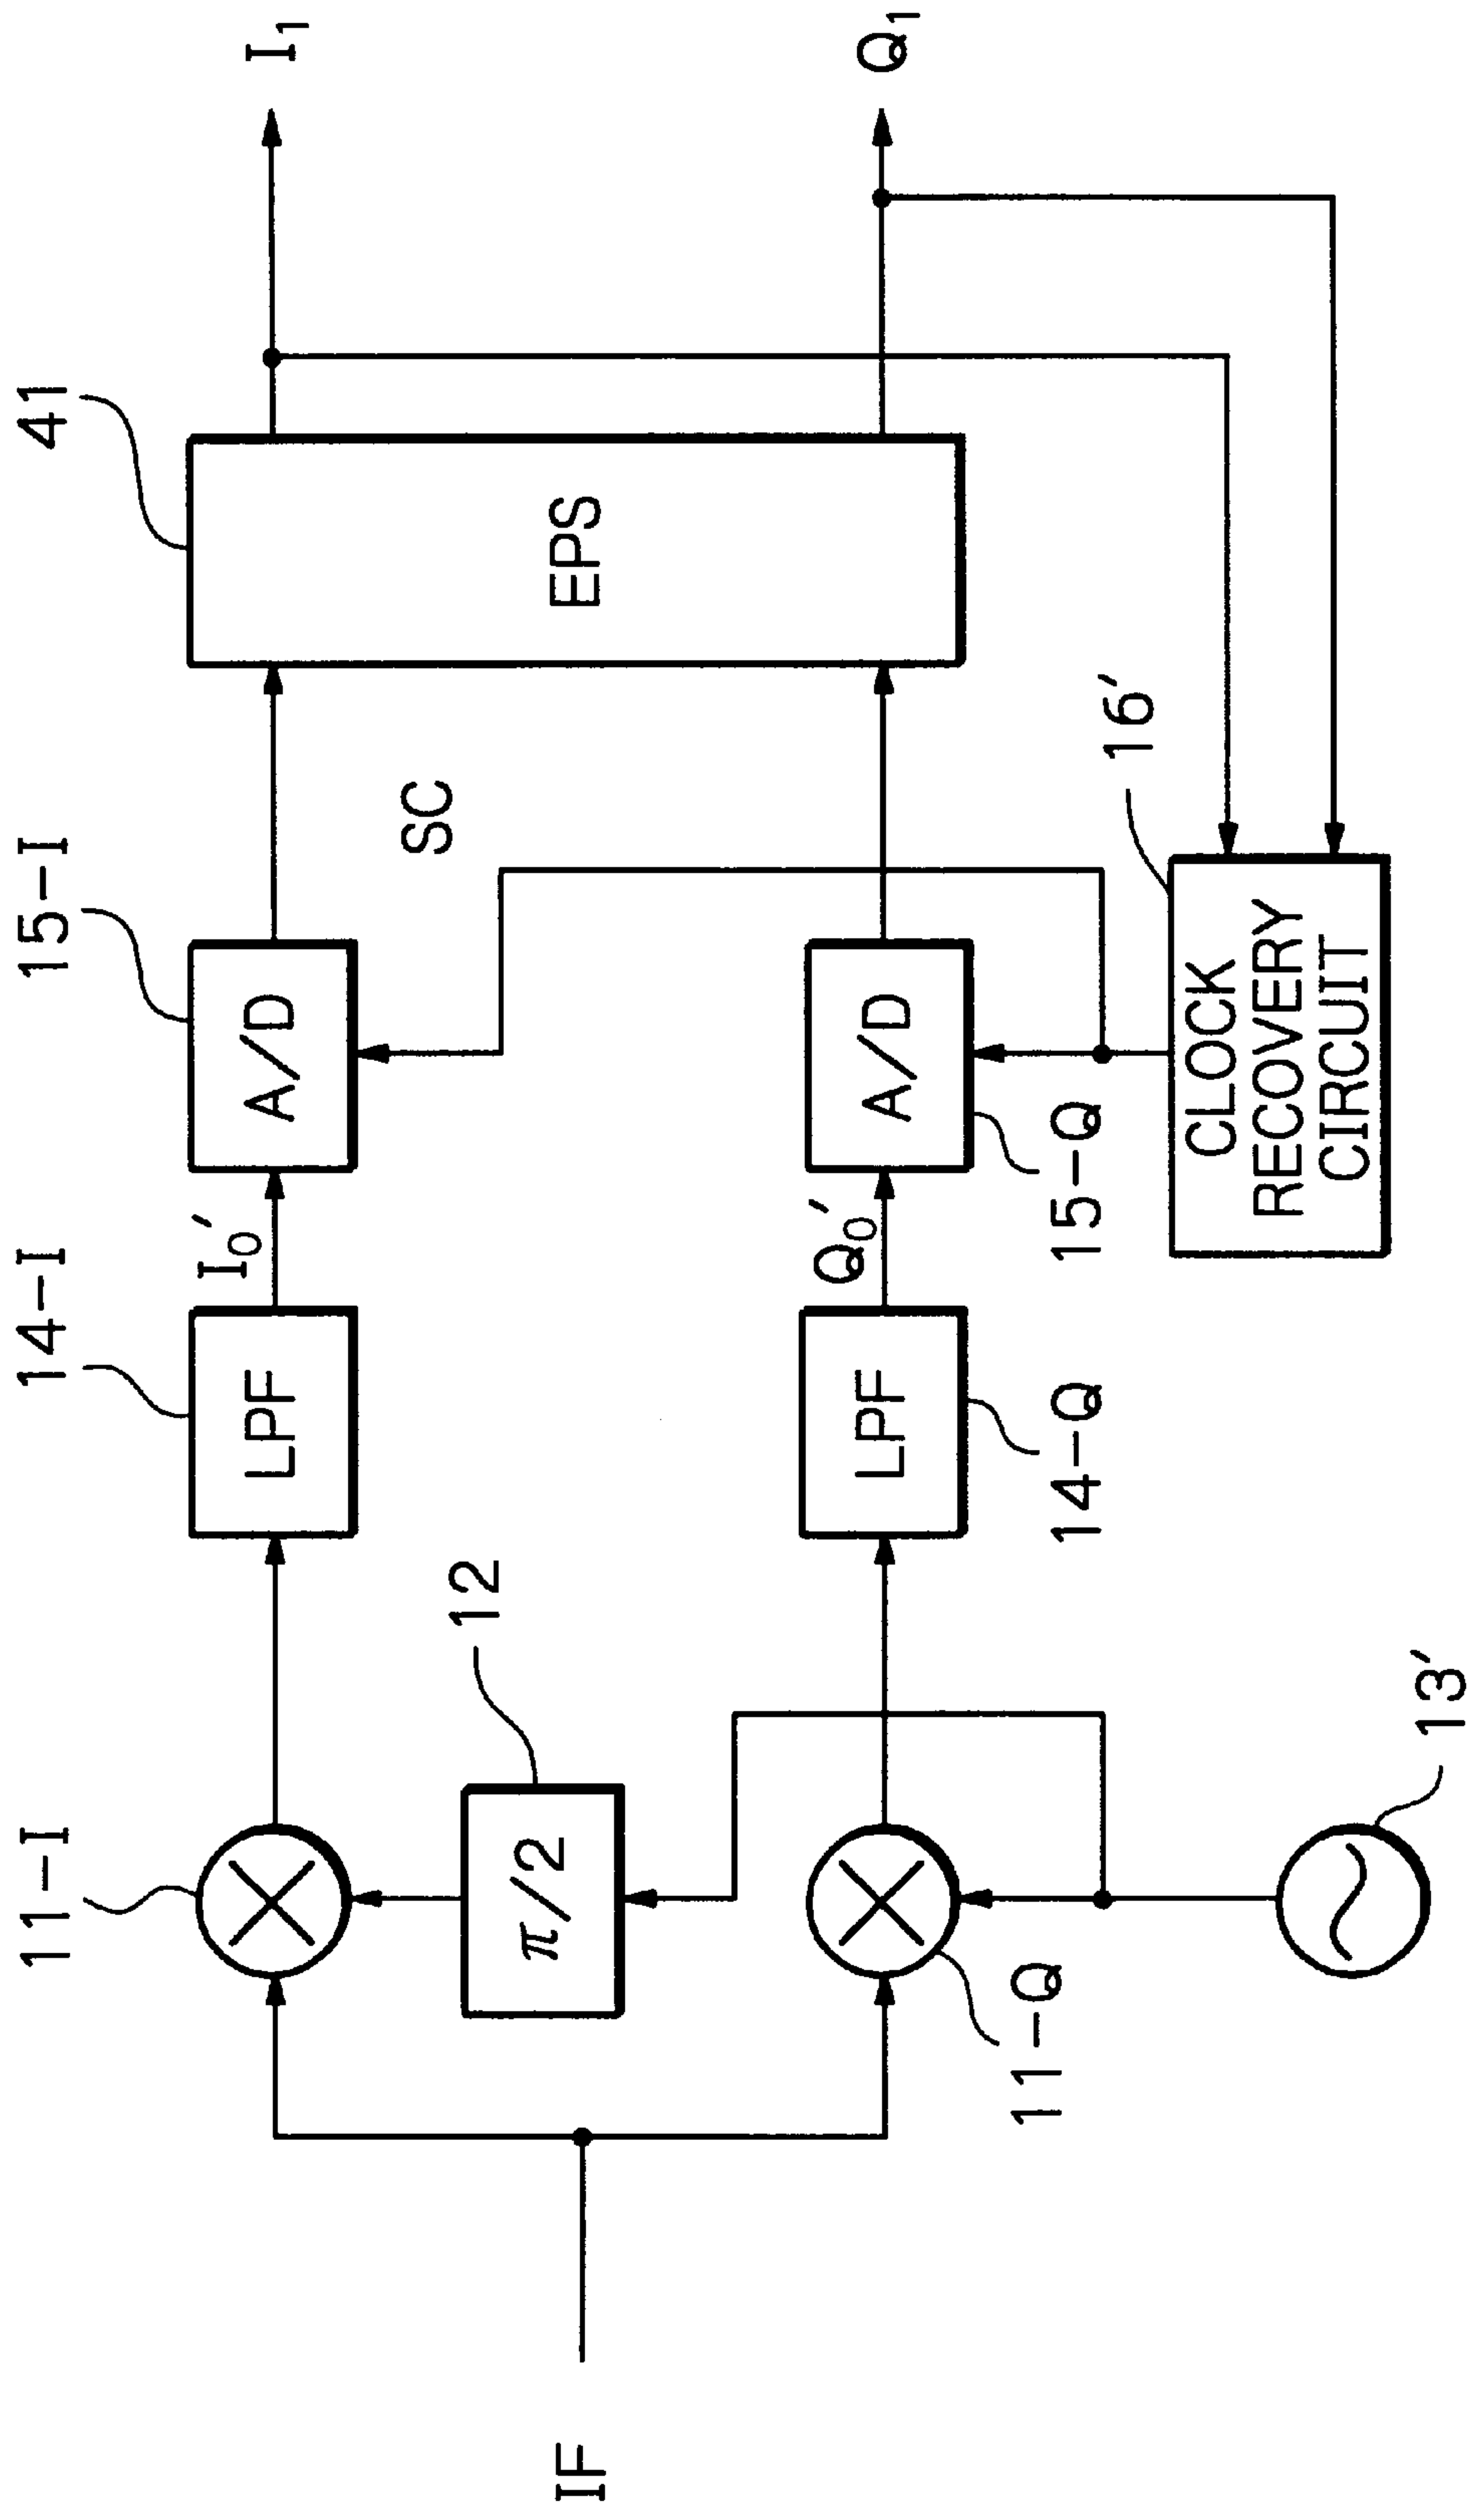 11-I
14-I
15-I
41
I₁
LPF
I₀′
A/D
12
SC
π/2
EPS
IF
LPF
Q₀′
A/D
Q₁
11-Q
14-Q
15-Q
16′
CLOCK
RECOVERY
CIRCUIT
13′